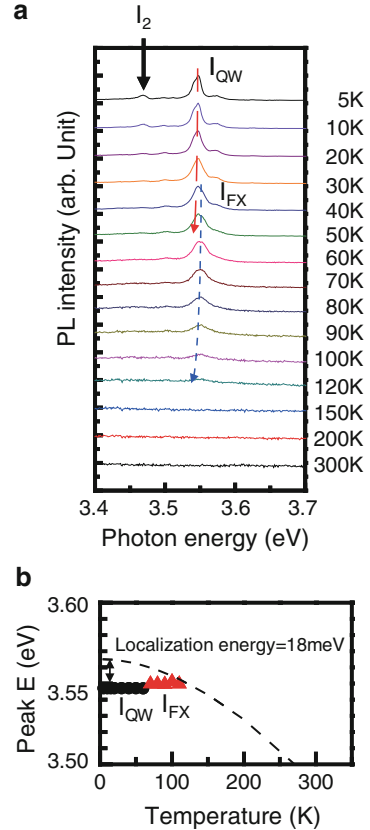 a
I2
IQW
IFX
5K
10K
20K
30K
40K
50K
60K
70K
80K
90K
100K
120K
150K
200K
300K
PL intensity (arb. Unit)
3.4 3.5 3.6 3.7
Photon energy (eV)
b
3.60
3.55
3.50
Peak E (eV)
Localization energy=18meV
IQW
IFX
0 100 200 300
Temperature (K)